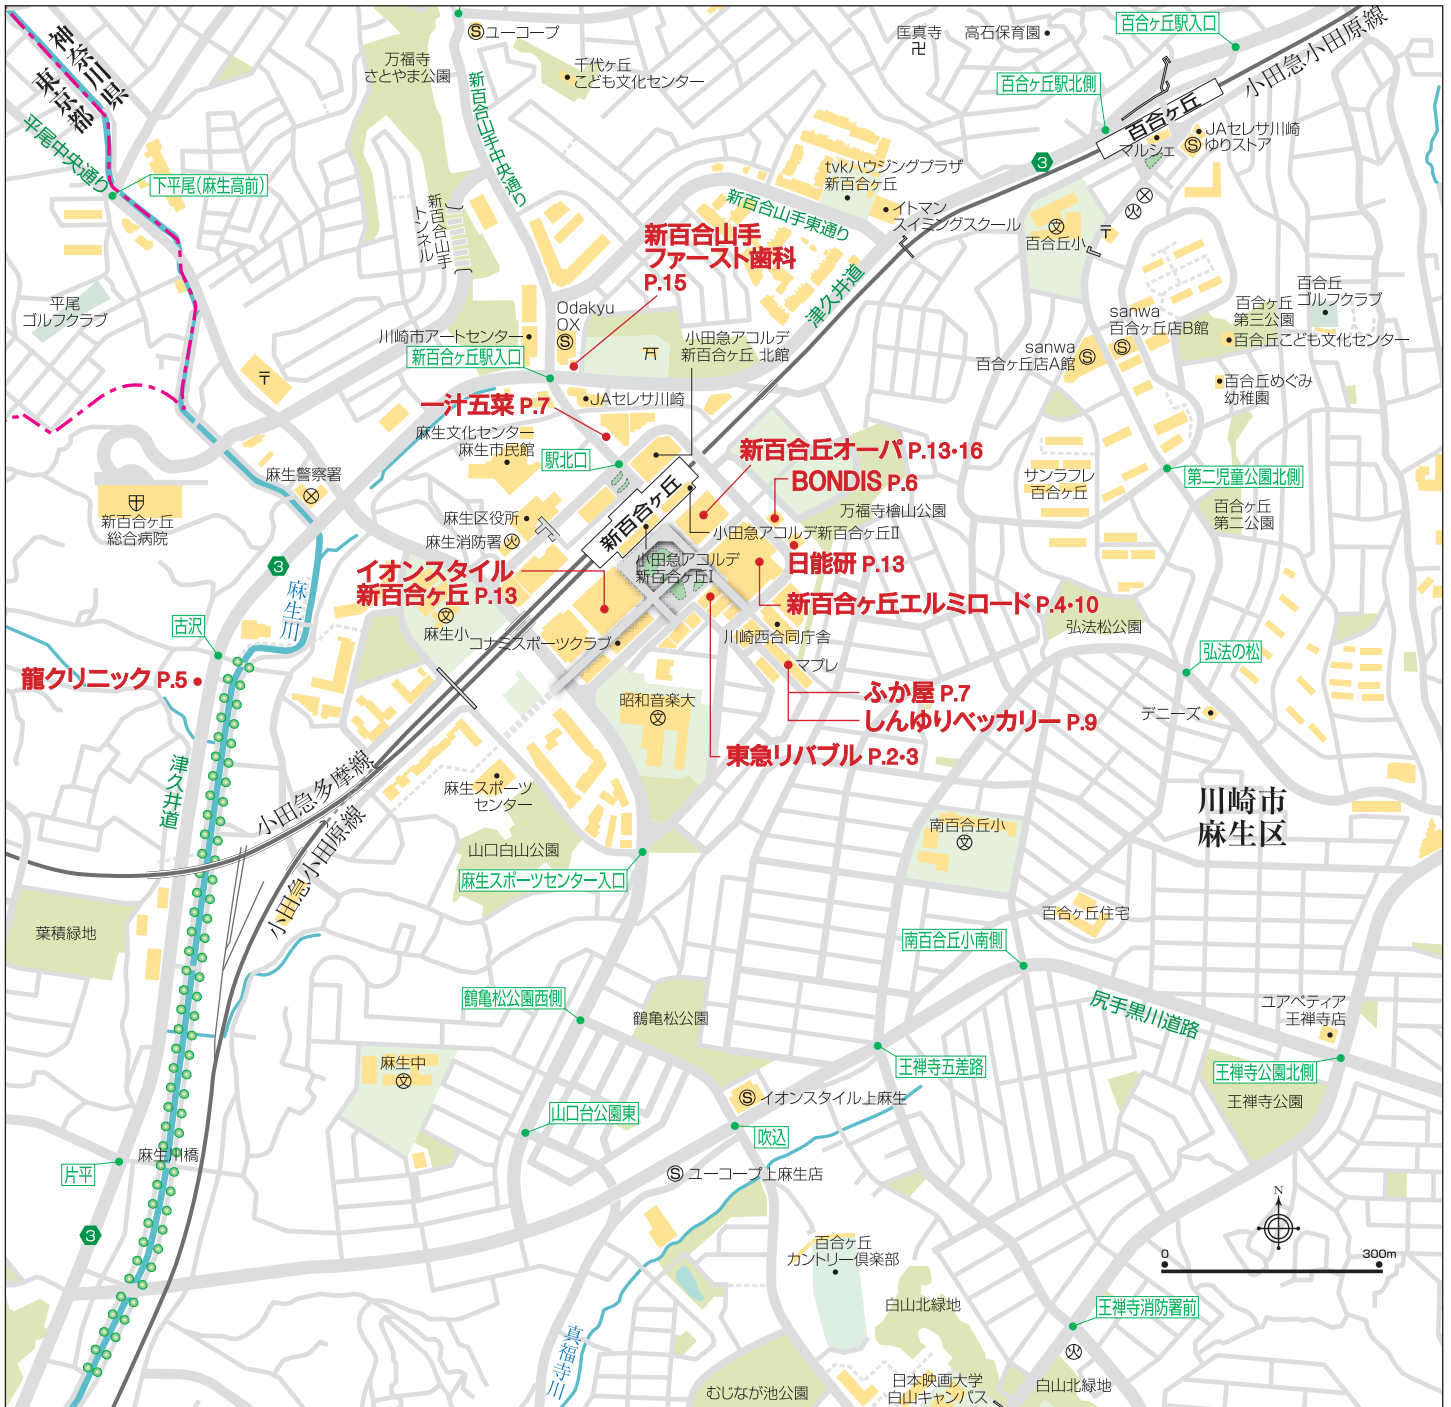 神奈川県
東京都
平尾中央通り
下平尾(麻生高前)
万福寺
さとやま公園
Ⓢユーコープ
千代ヶ丘
こども文化センター
新百合山手中央通り
匡真寺
卍
高石保育園
百合ヶ丘駅入口
小田急小田原線
百合ヶ丘駅北側
百合ヶ丘
マルシェ
JAセレサ川崎
Ⓢゆりストア
3
tvkハウジングプラザ
新百合ヶ丘
イトマン
スイミングスクール
新百合山手東通り
新百合山手
トンネル
新百合山手
ファースト歯科
P.15
津久井道
文
百合丘小
〒
平尾
ゴルフクラブ
川崎市アートセンター
Odakyu
OX
Ⓢ
小田急アコルデ
新百合ヶ丘 北館
新百合ヶ丘駅入口
sanwa
百合ヶ丘店B館
sanwa
百合ヶ丘店A館
Ⓢ
Ⓢ
百合ヶ丘
第三公園
百合丘
ゴルフクラブ
百合丘こども文化センター
百合丘めぐみ
幼稚園
〒
一汁五菜 P.7
JAセレサ川崎
麻生文化センター
麻生市民館
駅北口
新百合丘オーパ P.13・16
BONDIS P.6
万福寺檜山公園
サンラフレ
百合ヶ丘
第二児童公園北側
百合ヶ丘
第二公園
麻生警察署
新百合ヶ丘
総合病院
麻生区役所
麻生消防署
新百合ヶ丘
小田急アコルデ新百合ヶ丘Ⅱ
小田急アコルデ
新百合ヶ丘Ⅰ
日能研 P.13
3
麻生川
イオンスタイル
新百合ヶ丘 P.13
文
麻生小
新百合ヶ丘エルミロード P.4・10
川崎西合同庁舎
弘法松公園
古沢
コナミスポーツクラブ
マプレ
弘法の松
龍クリニック P.5
昭和音楽大
文
ふか屋 P.7
しんゆりベッカリー P.9
デニーズ
東急リバブル P.2・3
津久井道
小田急多摩線
小田急小田原線
麻生スポーツ
センター
川崎市
麻生区
南百合丘小
文
山口白山公園
麻生スポーツセンター入口
葉積緑地
百合ヶ丘住宅
南百合丘小南側
鶴亀松公園西側
鶴亀松公園
尻手黒川道路
ユアペティア
王禅寺店
麻生中
文
王禅寺五差路
王禅寺公園北側
王禅寺公園
Ⓢイオンスタイル上麻生
山口台公園東
吹込
麻生川橋
片平
Ⓢユーコープ上麻生店
N
3
百合ヶ丘
カントリー倶楽部
0
300m
白山北緑地
王禅寺消防署前
真福寺川
むじなが池公園
日本映画大学
白山キャンパス
白山北緑地